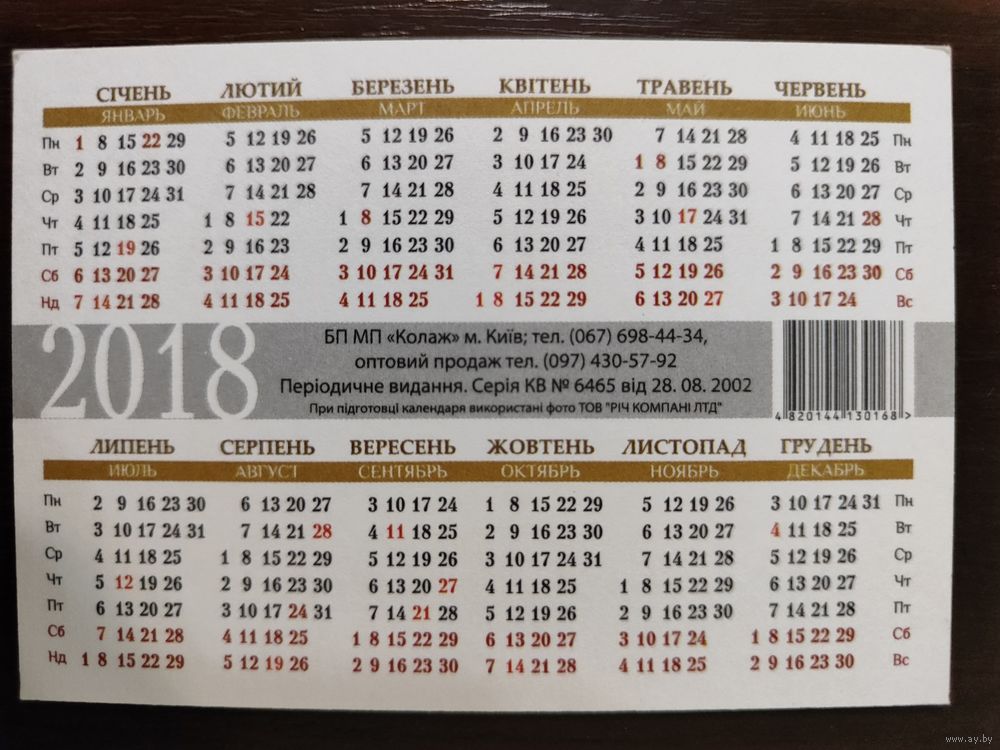 СІЧЕНЬ ЛЮТИЙ БЕРЕЗЕНЬ КВІТЕНЬ ТРАВЕНЬ ЧЕРВЕНЬ
ЯНВАРЬ ФЕВРАЛЬ МАРТ АПРЕЛЬ МАЙ ИЮНЬ
Пн 1 8 15 22 29 5 12 19 26 5 12 19 26 2 9 16 23 30 7 14 21 28 4 11 18 25 Пн
Вт 2 9 16 23 30 6 13 20 27 6 13 20 27 3 10 17 24 1 8 15 22 29 5 12 19 26 Вт
Ср 3 10 17 24 31 7 14 21 28 7 14 21 28 4 11 18 25 2 9 16 23 30 6 13 20 27 Ср
Чт 4 11 18 25 1 8 15 22 1 8 15 22 29 5 12 19 26 3 10 17 24 31 7 14 21 28 Чт
Пт 5 12 19 26 2 9 16 23 2 9 16 23 30 6 13 20 27 4 11 18 25 1 8 15 22 29 Пт
Сб 6 13 20 27 3 10 17 24 3 10 17 24 31 7 14 21 28 5 12 19 26 2 9 16 23 30 Сб
Нд 7 14 21 28 4 11 18 25 4 11 18 25 1 8 15 22 29 6 13 20 27 3 10 17 24 Вс
2018
БП МП «Колаж» м. Київ; тел. (067) 698-44-34,
оптовий продаж тел. (097) 430-57-92
Періодичне видання. Серія КВ № 6465 від 28. 08. 2002
При підготовці календаря використані фото ТОВ "РІЧ КОМПАНІ ЛТД"
4 820144 130168 >
ЛИПЕНЬ СЕРПЕНЬ ВЕРЕСЕНЬ ЖОВТЕНЬ ЛИСТОПАД ГРУДЕНЬ
ИЮЛЬ АВГУСТ СЕНТЯБРЬ ОКТЯБРЬ НОЯБРЬ ДЕКАБРЬ
Пн 2 9 16 23 30 6 13 20 27 3 10 17 24 1 8 15 22 29 5 12 19 26 3 10 17 24 31 Пн
Вт 3 10 17 24 31 7 14 21 28 4 11 18 25 2 9 16 23 30 6 13 20 27 4 11 18 25 Вт
Ср 4 11 18 25 1 8 15 22 29 5 12 19 26 3 10 17 24 31 7 14 21 28 5 12 19 26 Ср
Чт 5 12 19 26 2 9 16 23 30 6 13 20 27 4 11 18 25 1 8 15 22 29 6 13 20 27 Чт
Пт 6 13 20 27 3 10 17 24 31 7 14 21 28 5 12 19 26 2 9 16 23 30 7 14 21 28 Пт
Сб 7 14 21 28 4 11 18 25 1 8 15 22 29 6 13 20 27 3 10 17 24 1 8 15 22 29 Сб
Нд 1 8 15 22 29 5 12 19 26 2 9 16 23 30 7 14 21 28 4 11 18 25 2 9 16 23 30 Вс
www.ay.by